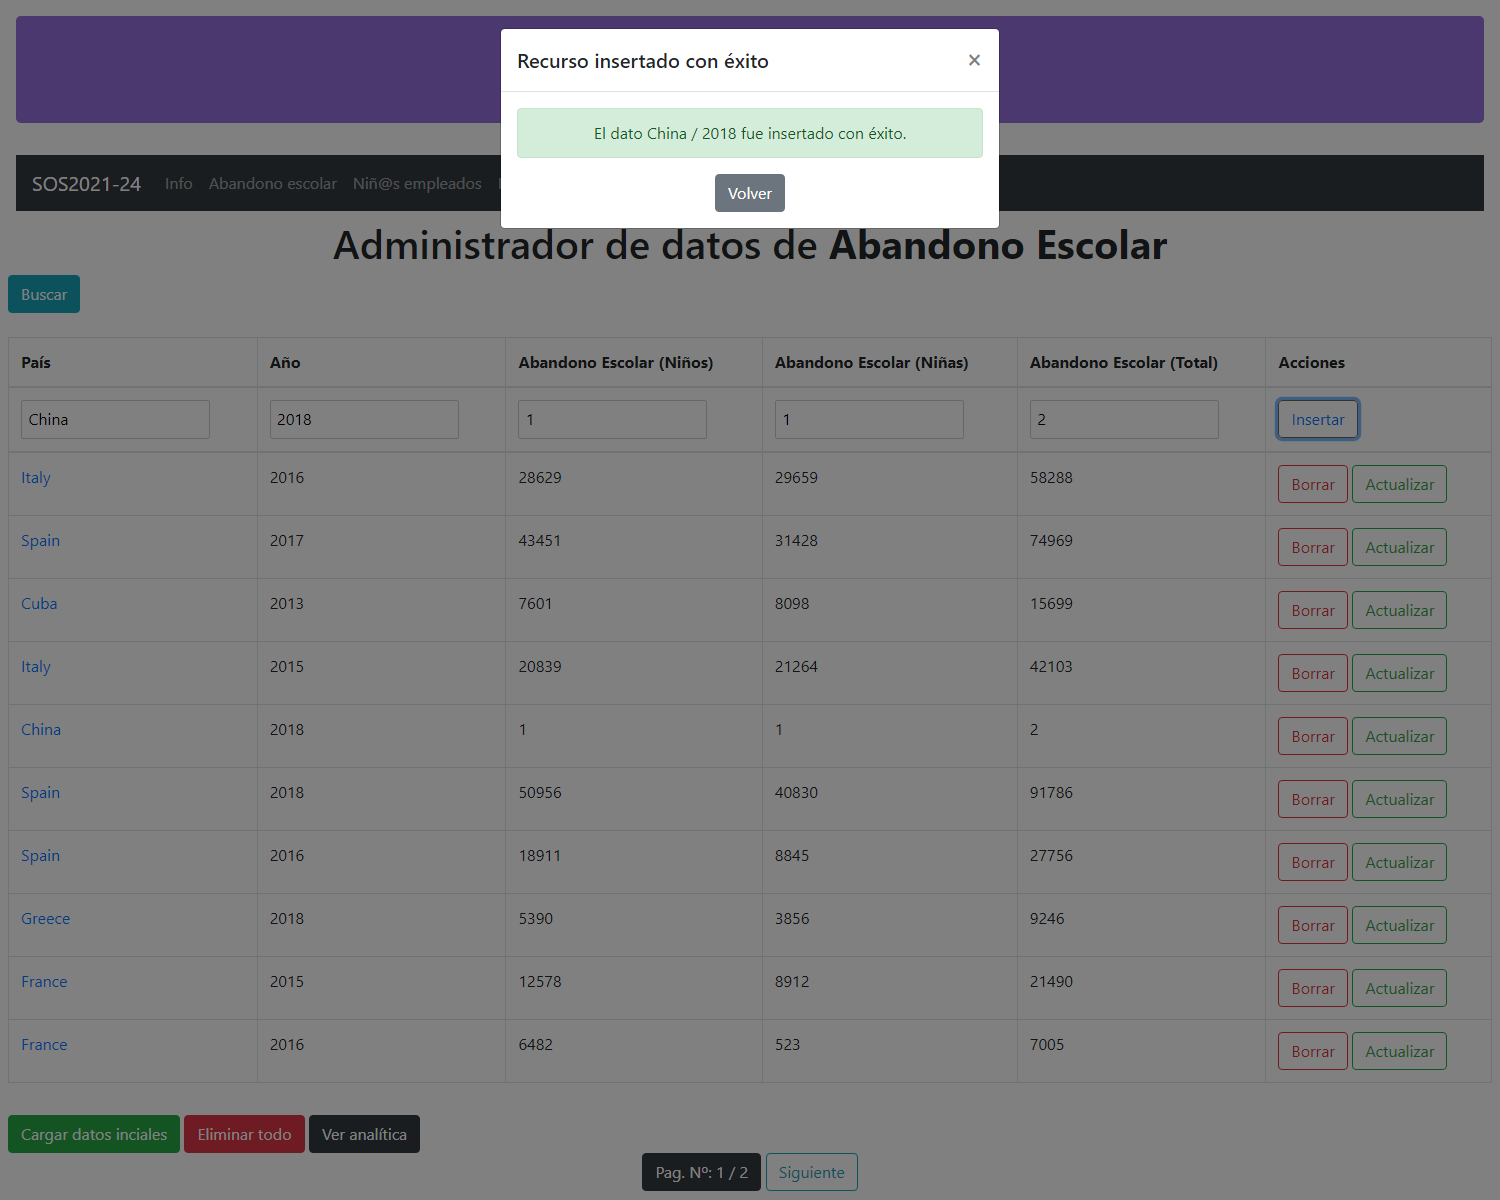 Recurso insertado con éxito ×
El dato China / 2018 fue insertado con éxito.
Volver
SOS2021-24 Info Abandono escolar Niñ@s empleados
Administrador de datos de Abandono Escolar
Buscar
País Año Abandono Escolar (Niños) Abandono Escolar (Niñas) Abandono Escolar (Total) Acciones
China 2018 1 1 2 Insertar
Italy 2016 28629 29659 58288 Borrar Actualizar
Spain 2017 43451 31428 74969 Borrar Actualizar
Cuba 2013 7601 8098 15699 Borrar Actualizar
Italy 2015 20839 21264 42103 Borrar Actualizar
China 2018 1 1 2 Borrar Actualizar
Spain 2018 50956 40830 91786 Borrar Actualizar
Spain 2016 18911 8845 27756 Borrar Actualizar
Greece 2018 5390 3856 9246 Borrar Actualizar
France 2015 12578 8912 21490 Borrar Actualizar
France 2016 6482 523 7005 Borrar Actualizar
Cargar datos inciales Eliminar todo Ver analítica
Pag. Nº: 1 / 2 Siguiente